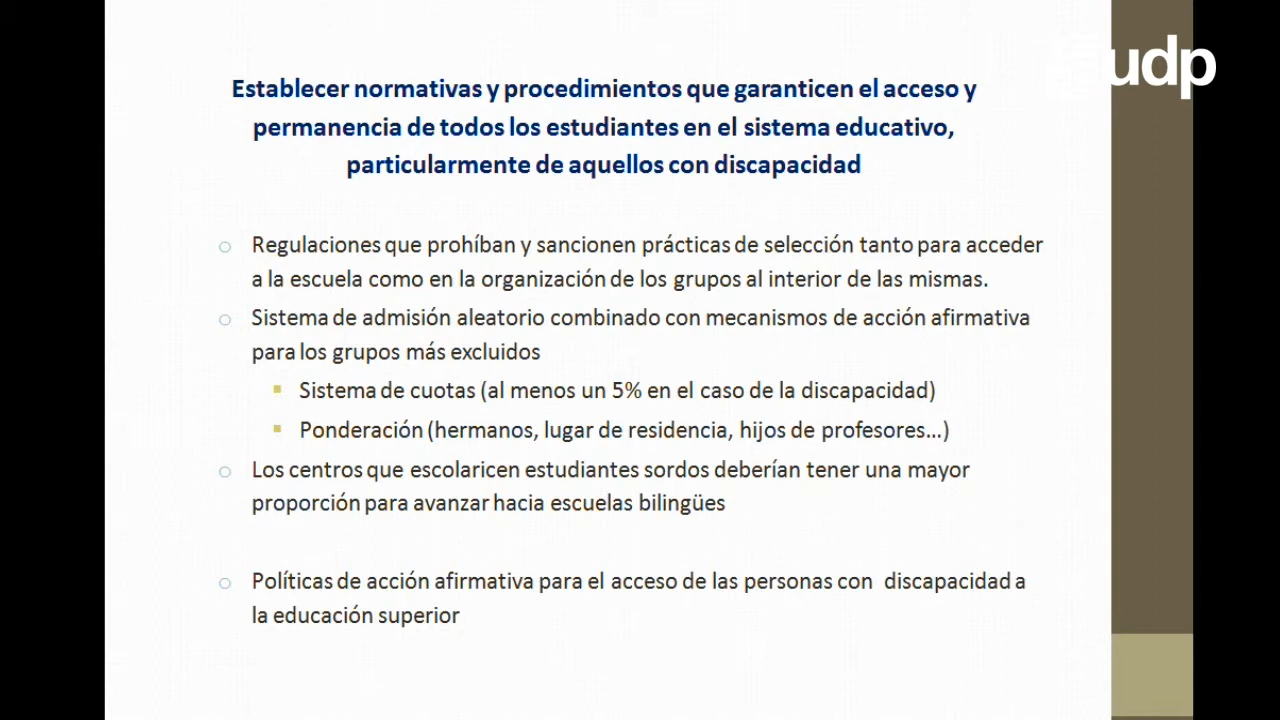 udp
Establecer normativas y procedimientos que garanticen el acceso y
permanencia de todos los estudiantes en el sistema educativo,
particularmente de aquellos con discapacidad
Regulaciones que prohíban y sancionen prácticas de selección tanto para acceder
a la escuela como en la organización de los grupos al interior de las mismas.
Sistema de admisión aleatorio combinado con mecanismos de acción afirmativa
para los grupos más excluidos
Sistema de cuotas (al menos un 5% en el caso de la discapacidad)
Ponderación (hermanos, lugar de residencia, hijos de profesores...)
Los centros que escolaricen estudiantes sordos deberían tener una mayor
proporción para avanzar hacia escuelas bilingües
Políticas de acción afirmativa para el acceso de las personas con discapacidad a
la educación superior